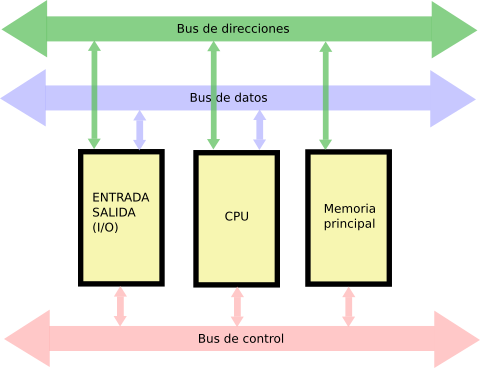 Bus de direcciones
Bus de datos
ENTRADA
SALIDA
(I/O)
CPU
Memoria
principal
Bus de control